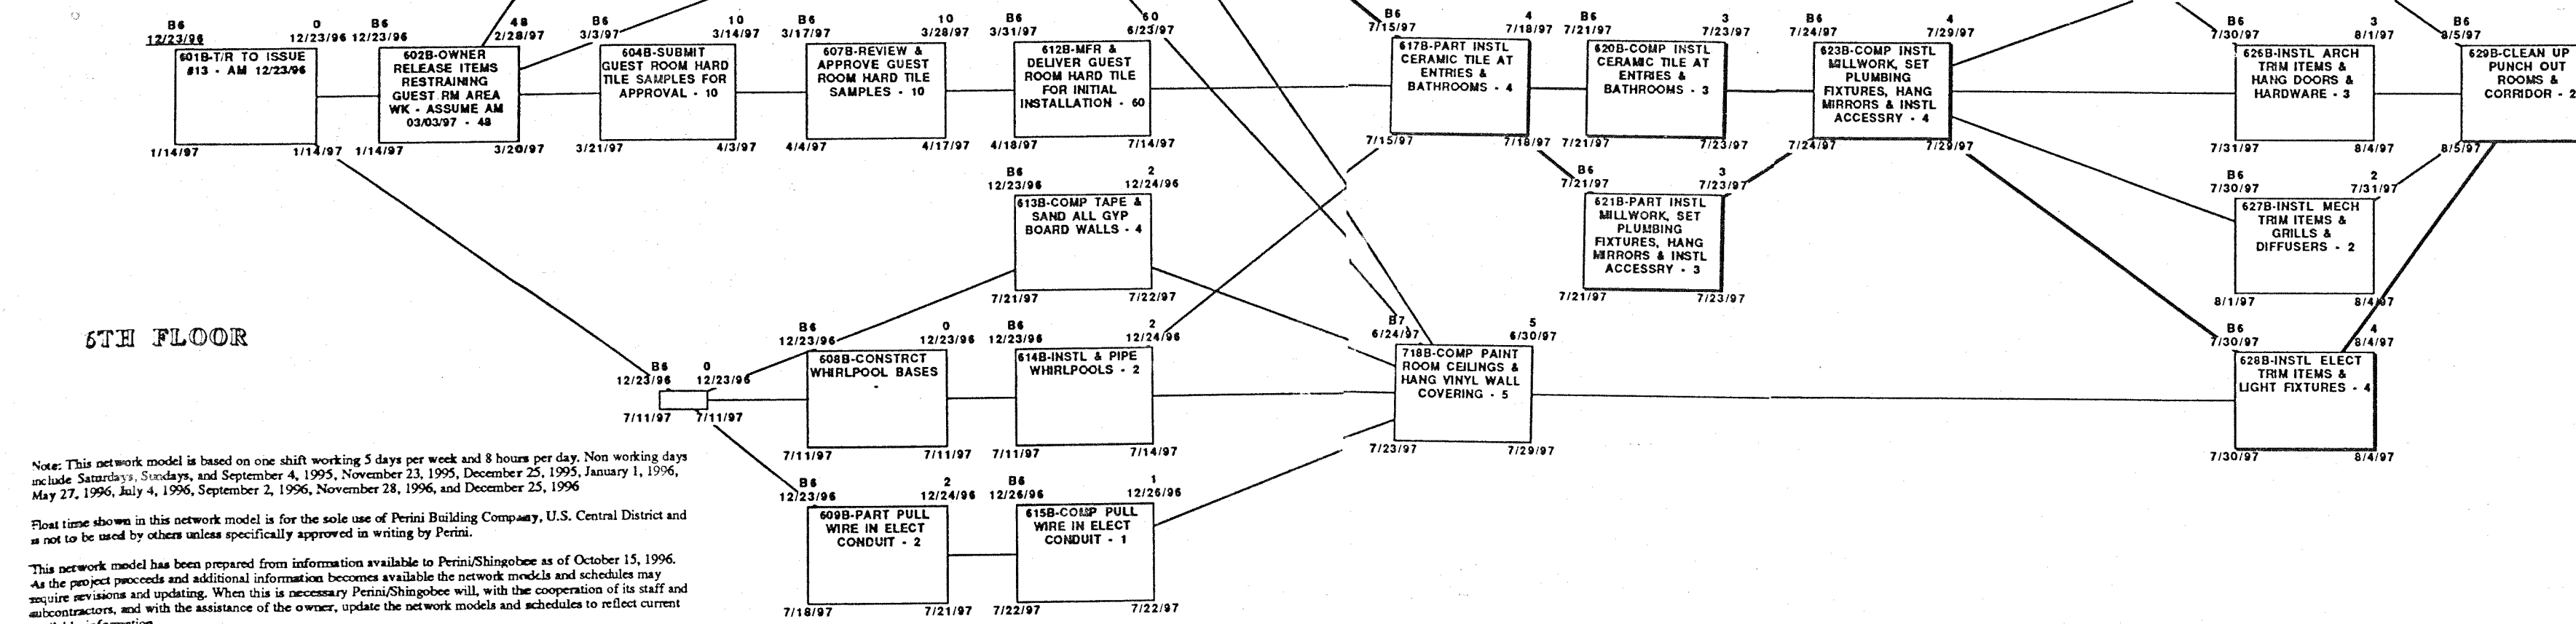 B6 0
12/23/96 12/23/96
601B-T/R TO ISSUE
#13 - AM 12/23/96
1/14/97 1/14/97
B6 48
12/23/96 2/28/97
602B-OWNER
RELEASE ITEMS
RESTRAINING
GUEST RM AREA
WK - ASSUME AM
03/03/97 - 48
1/14/97 3/20/97
B6 10
3/3/97 3/14/97
604B-SUBMIT
GUEST ROOM HARD
TILE SAMPLES FOR
APPROVAL - 10
3/21/97 4/3/97
B6 10
3/17/97 3/28/97
607B-REVIEW &
APPROVE GUEST
ROOM HARD TILE
SAMPLES - 10
4/4/97 4/17/97
B6 60
3/31/97 6/23/97
612B-MFR &
DELIVER GUEST
ROOM HARD TILE
FOR INITIAL
INSTALLATION - 60
4/18/97 7/14/97
B6 4
7/15/97 7/18/97
617B-PART INSTL
CERAMIC TILE AT
ENTRIES &
BATHROOMS - 4
7/15/97 7/18/97
B6 3
7/21/97 7/23/97
620B-COMP INSTL
CERAMIC TILE AT
ENTRIES &
BATHROOMS - 3
7/21/97 7/23/97
B6 4
7/24/97 7/29/97
623B-COMP INSTL
MILLWORK, SET
PLUMBING
FIXTURES, HANG
MIRRORS & INSTL
ACCESSRY - 4
7/24/97 7/29/97
B6 3
7/30/97 8/1/97
626B-INSTL ARCH
TRIM ITEMS &
HANG DOORS &
HARDWARE - 3
7/31/97 8/4/97
B6
8/5/97
629B-CLEAN UP
PUNCH OUT
ROOMS &
CORRIDOR - 2
8/5/97
B6 2
12/23/96 12/24/96
613B-COMP TAPE &
SAND ALL GYP
BOARD WALLS - 4
7/21/97 7/22/97
B6 3
7/21/97 7/23/97
621B-PART INSTL
MILLWORK, SET
PLUMBING
FIXTURES, HANG
MIRRORS & INSTL
ACCESSRY - 3
7/21/97 7/23/97
B6 2
7/30/97 7/31/97
627B-INSTL MECH
TRIM ITEMS &
GRILLS &
DIFFUSERS - 2
8/1/97 8/4/97
5TH FLOOR
B6 0
12/23/96 12/23/96
7/11/97 7/11/97
B6 0
12/23/96 12/23/96
608B-CONSTRCT
WHIRLPOOL BASES
-
7/11/97 7/11/97
B6 2
12/23/96 12/24/96
614B-INSTL & PIPE
WHIRLPOOLS - 2
7/11/97 7/14/97
B7 5
6/24/97 6/30/97
718B-COMP PAINT
ROOM CEILINGS &
HANG VINYL WALL
COVERING - 5
7/23/97 7/29/97
B6 4
7/30/97 8/4/97
628B-INSTL ELECT
TRIM ITEMS &
LIGHT FIXTURES - 4
7/30/97 8/4/97
B6 2
12/23/96 12/24/96
609B-PART PULL
WIRE IN ELECT
CONDUIT - 2
7/18/97 7/21/97
B6 1
12/26/96 12/26/96
615B-COMP PULL
WIRE IN ELECT
CONDUIT - 1
7/22/97 7/22/97
Note: This network model is based on one shift working 5 days per week and 8 hours per day. Non working days
include Saturdays, Sundays, and September 4, 1995, November 23, 1995, December 25, 1995, January 1, 1996,
May 27, 1996, July 4, 1996, September 2, 1996, November 28, 1996, and December 25, 1996
Float time shown in this network model is for the sole use of Perini Building Company, U.S. Central District and
is not to be used by others unless specifically approved in writing by Perini.
This network model has been prepared from information available to Perini/Shingobee as of October 15, 1996.
As the project proceeds and additional information becomes available the network models and schedules may
require revisions and updating. When this is necessary Perini/Shingobee will, with the cooperation of its staff and
subcontractors, and with the assistance of the owner, update the network models and schedules to reflect current